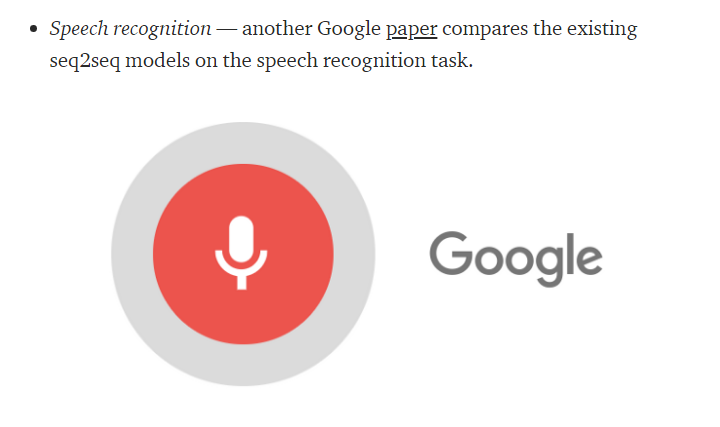 • Speech recognition — another Google paper compares the existing
seq2seq models on the speech recognition task.
Google